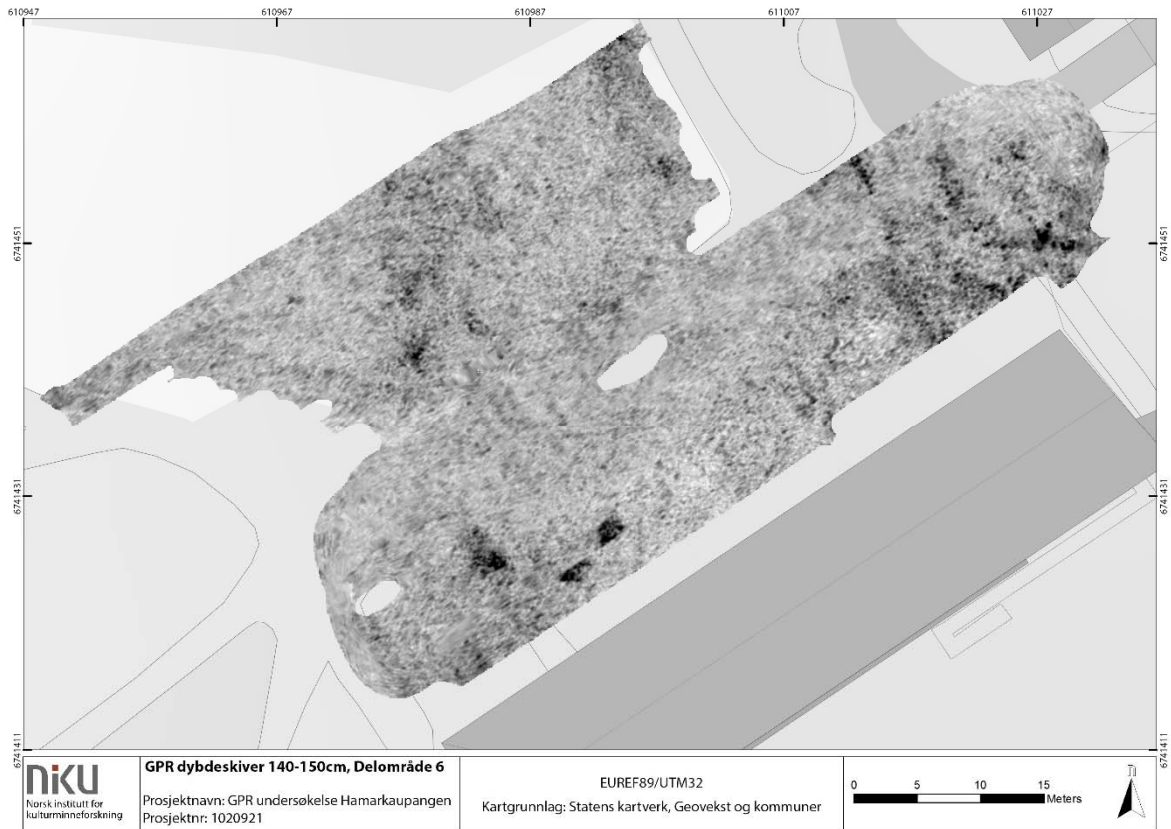 610947 610967 610987 611007 611027
6741451 6741451
6741431 6741431
6741411 6741411
niku
Norsk institutt for
kulturminneforskning
GPR dybdeskiver 140-150cm, Delområde 6
Prosjektnavn: GPR undersøkelse Hamarkaupangen
Prosjektnr: 1020921
EUREF89/UTM32
Kartgrunnlag: Statens kartverk, Geovekst og kommuner
0 5 10 15
Meters